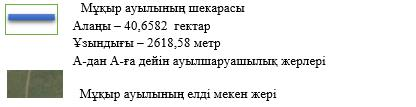 Мұқыр ауылының шекарасы
Алаңы – 40,6582 гектар
Ұзындығы – 2618,58 метр
А-дан А-ға дейін ауылшаруашылық жерлері
Мұқыр ауылының елді мекен жері